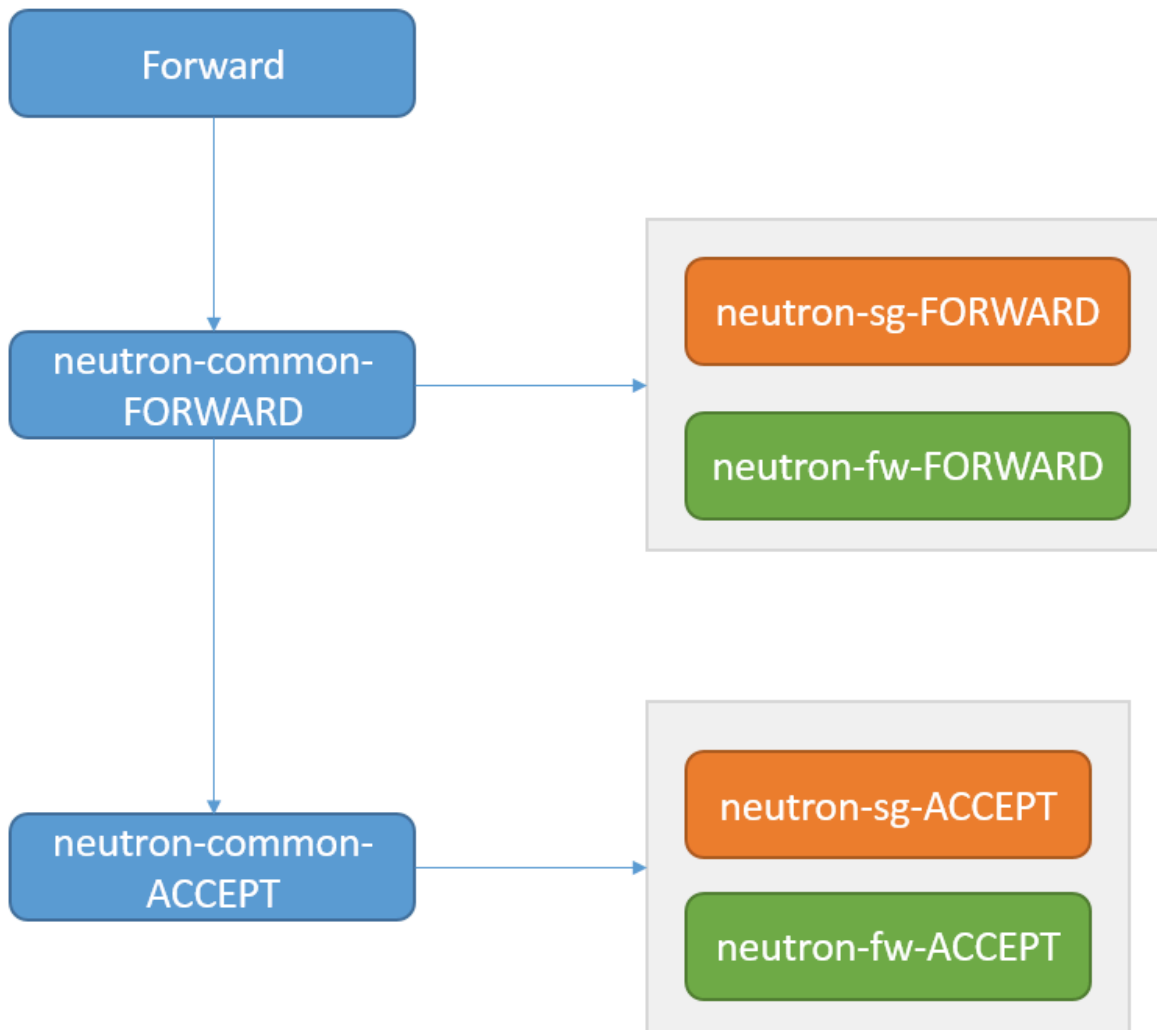 Forward
neutron-common-
FORWARD
neutron-sg-FORWARD
neutron-fw-FORWARD
neutron-common-
ACCEPT
neutron-sg-ACCEPT
neutron-fw-ACCEPT